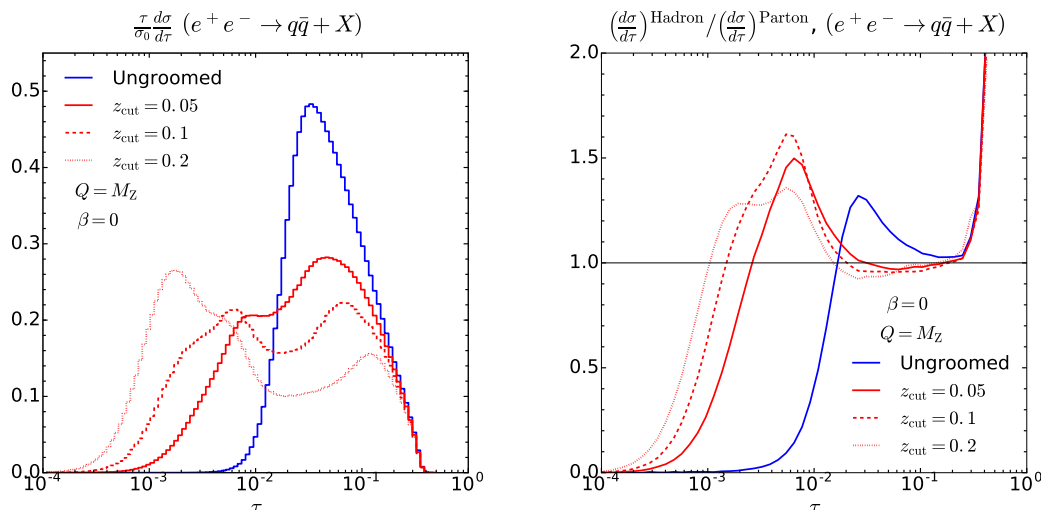 τ/σ₀ dσ/dτ (e⁺e⁻ → qq̄ + X)
0.5
0.4
0.3
0.2
0.1
0.0
Ungroomed
z_cut = 0.05
z_cut = 0.1
z_cut = 0.2
Q = M_Z
β = 0
10⁻⁴ 10⁻³ 10⁻² 10⁻¹ 10⁰
τ
(dσ/dτ)^Hadron/(dσ/dτ)^Parton, (e⁺e⁻ → qq̄ + X)
2.0
1.5
1.0
0.5
0.0
β = 0
Q = M_Z
Ungroomed
z_cut = 0.05
z_cut = 0.1
z_cut = 0.2
10⁻⁴ 10⁻³ 10⁻² 10⁻¹ 10⁰
τ